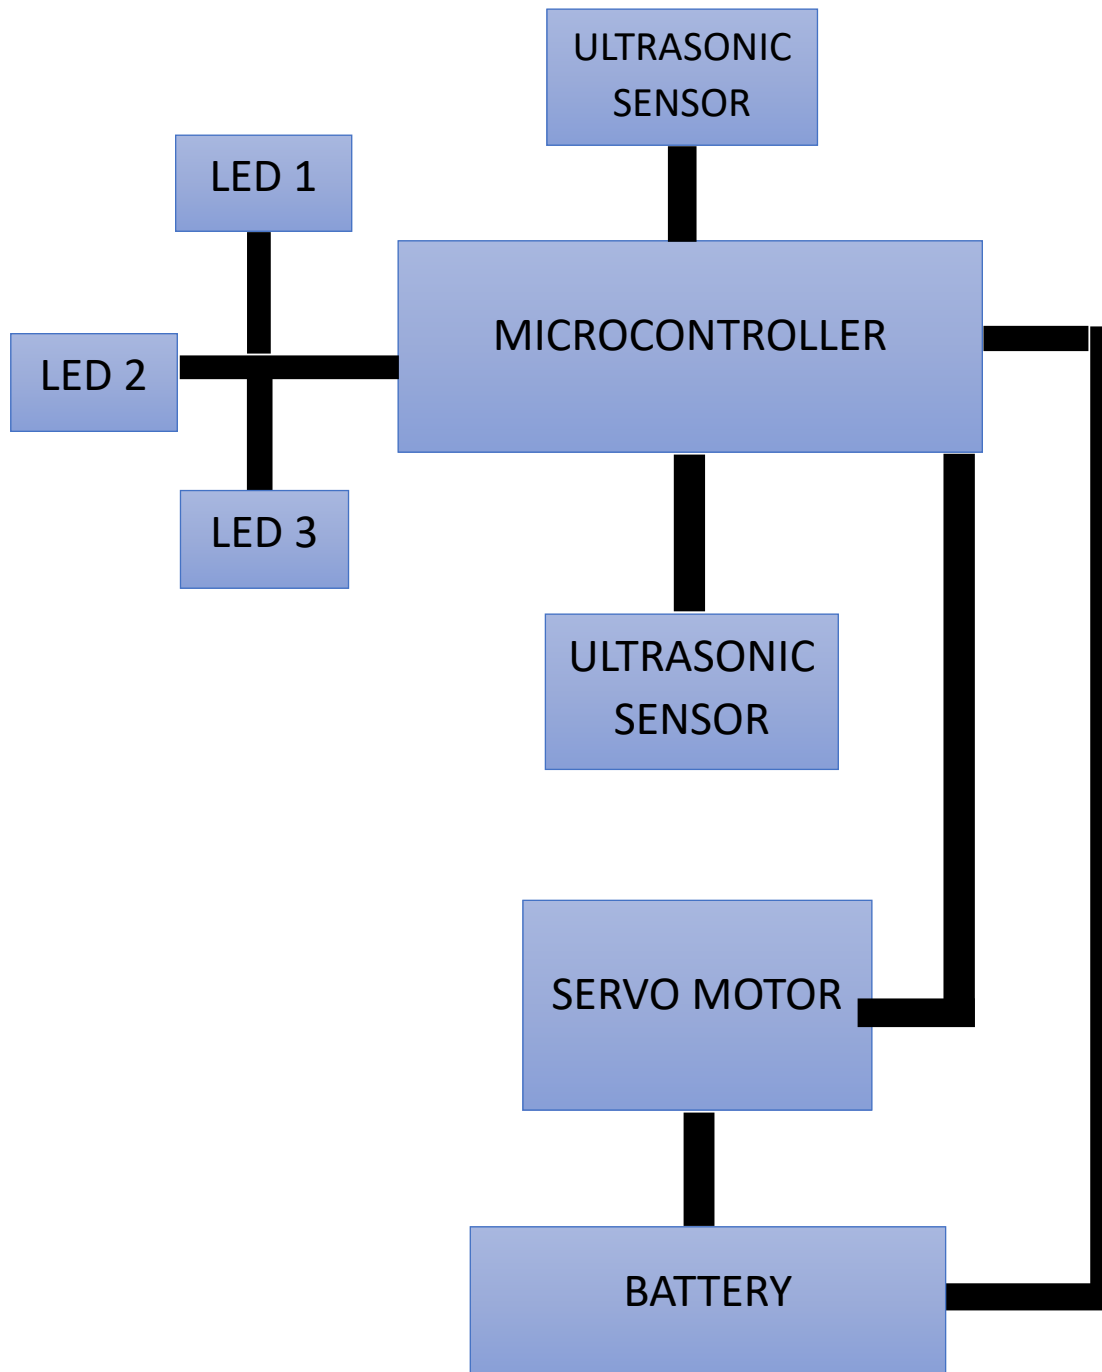 ULTRASONIC
SENSOR
LED 1
MICROCONTROLLER
LED 2
LED 3
ULTRASONIC
SENSOR
SERVO MOTOR
BATTERY